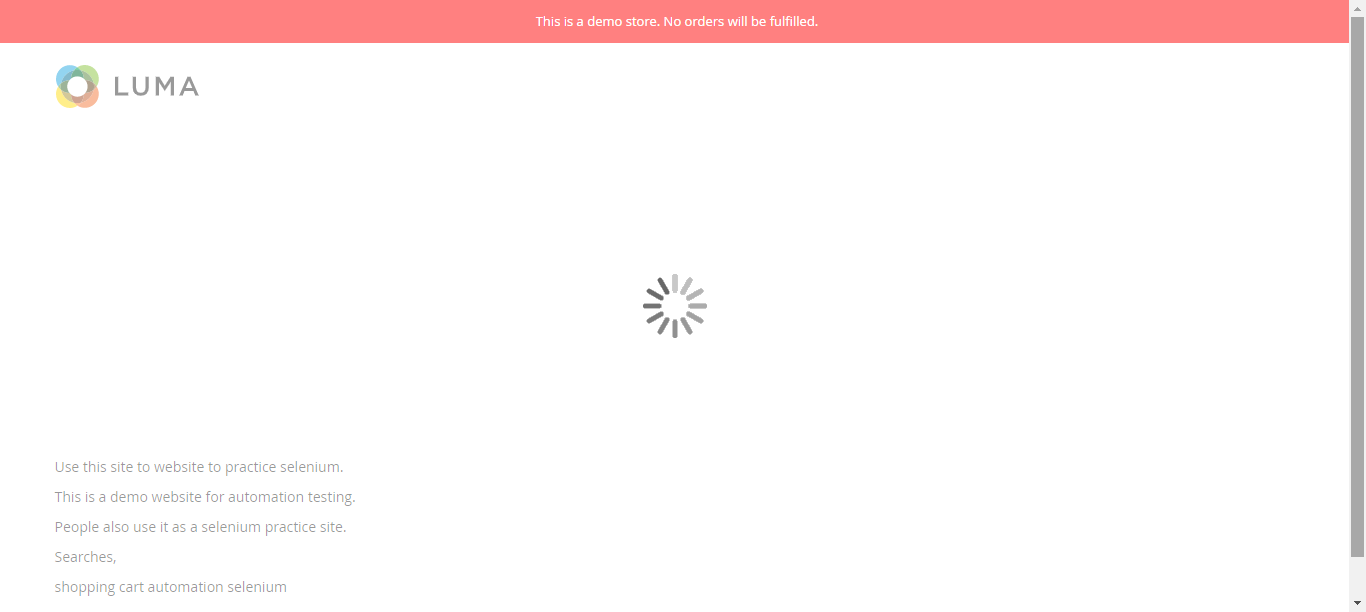 This is a demo store. No orders will be fulfilled.
LUMA
Use this site to website to practice selenium.
This is a demo website for automation testing.
People also use it as a selenium practice site.
Searches,
shopping cart automation selenium